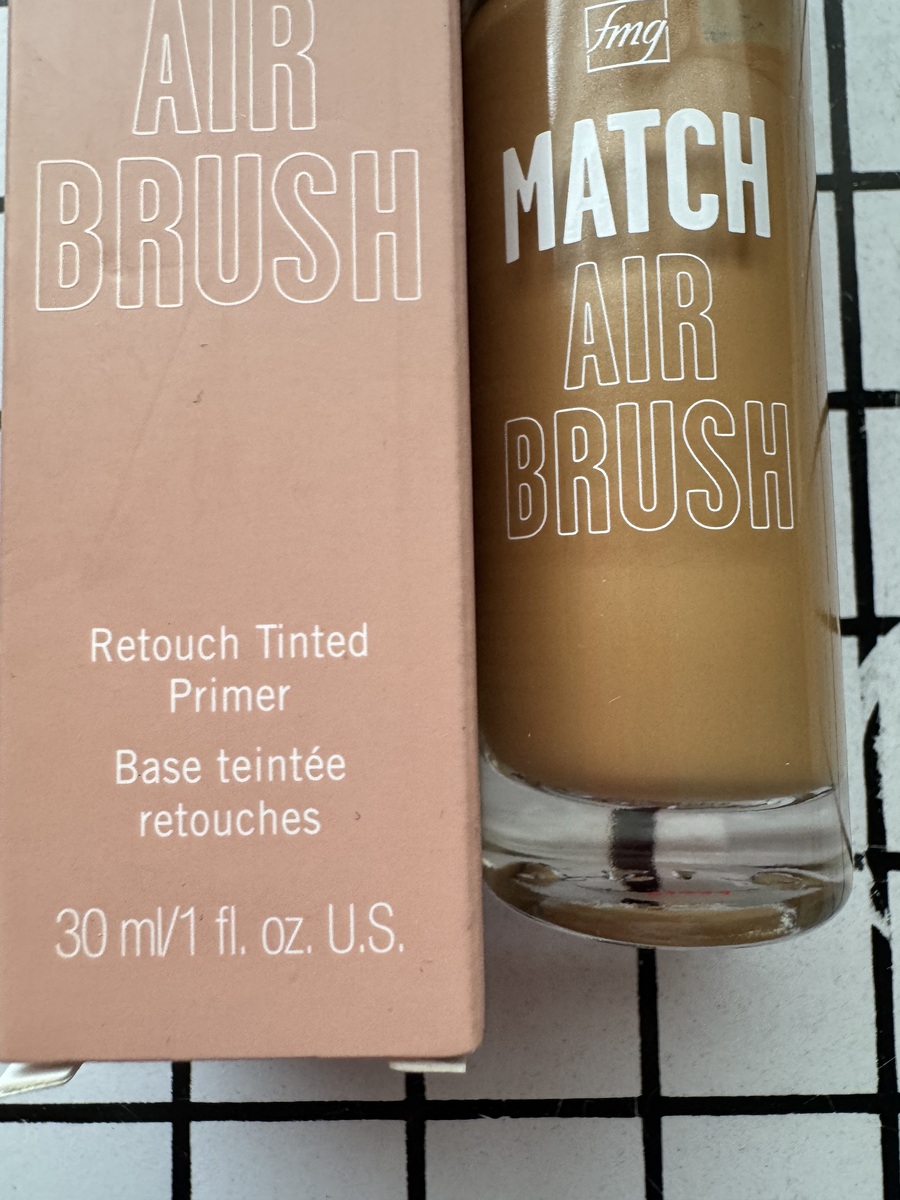 AIR
BRUSH
Retouch Tinted
Primer
Base teintée
retouches
30 ml/1 fl. oz. U.S.
fmg
MATCH
AIR
BRUSH